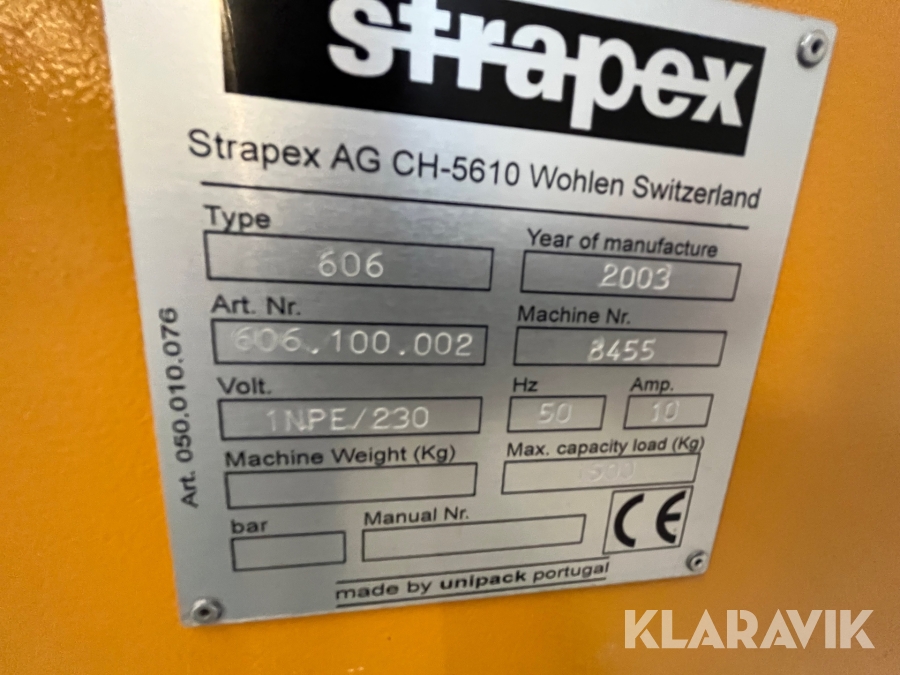 strapex
Strapex AG CH-5610 Wohlen Switzerland
Type
606
Year of manufacture
2003
Art. Nr.
606.100.002
Machine Nr.
8455
Volt.
1NPE/230
Hz
50
Amp.
10
Machine Weight (Kg)
Max. capacity load (Kg)
bar
Manual Nr.
CE
made by unipack portugal
Art. 050.010.076
KLARAVIK